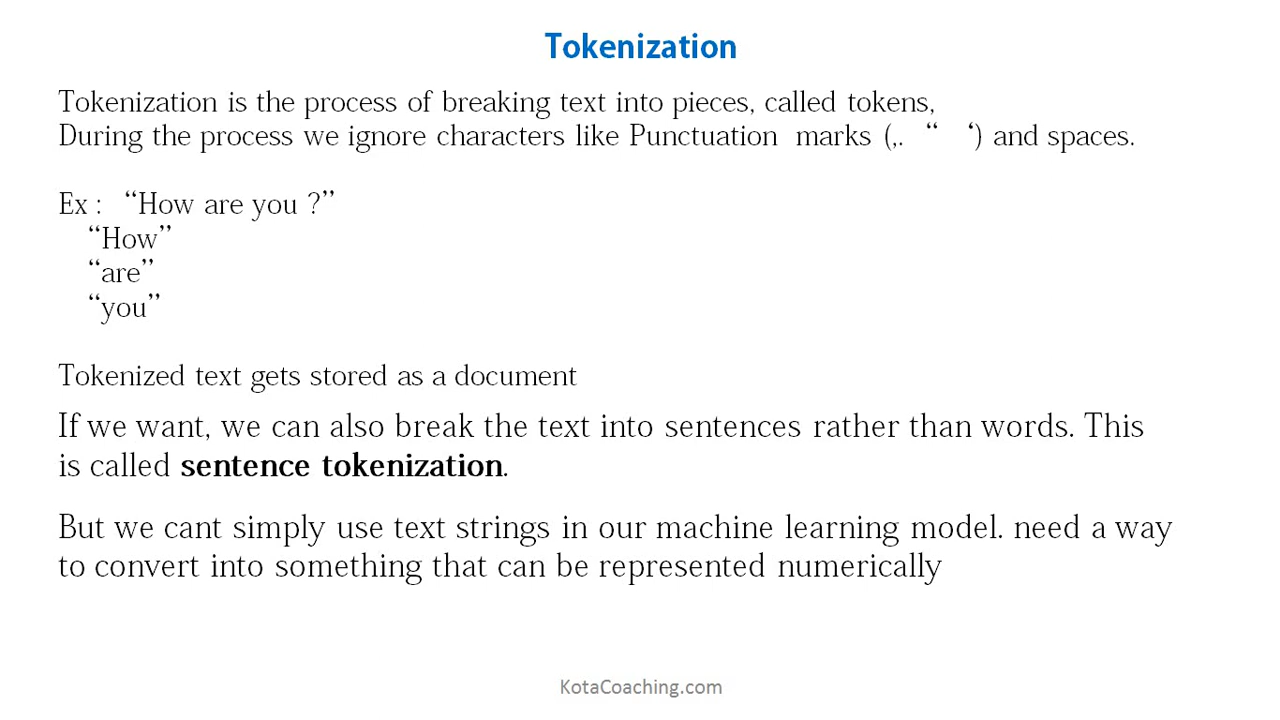 Tokenization
Tokenization is the process of breaking text into pieces, called tokens,
During the process we ignore characters like Punctuation  marks (,.  “   ‘) and spaces.
Ex :  “How are you ?”
“How”
“are”
“you”
Tokenized text gets stored as a document
If we want, we can also break the text into sentences rather than words. This
is called sentence tokenization.
But we cant simply use text strings in our machine learning model. need a way
to convert into something that can be represented numerically
KotaCoaching.com